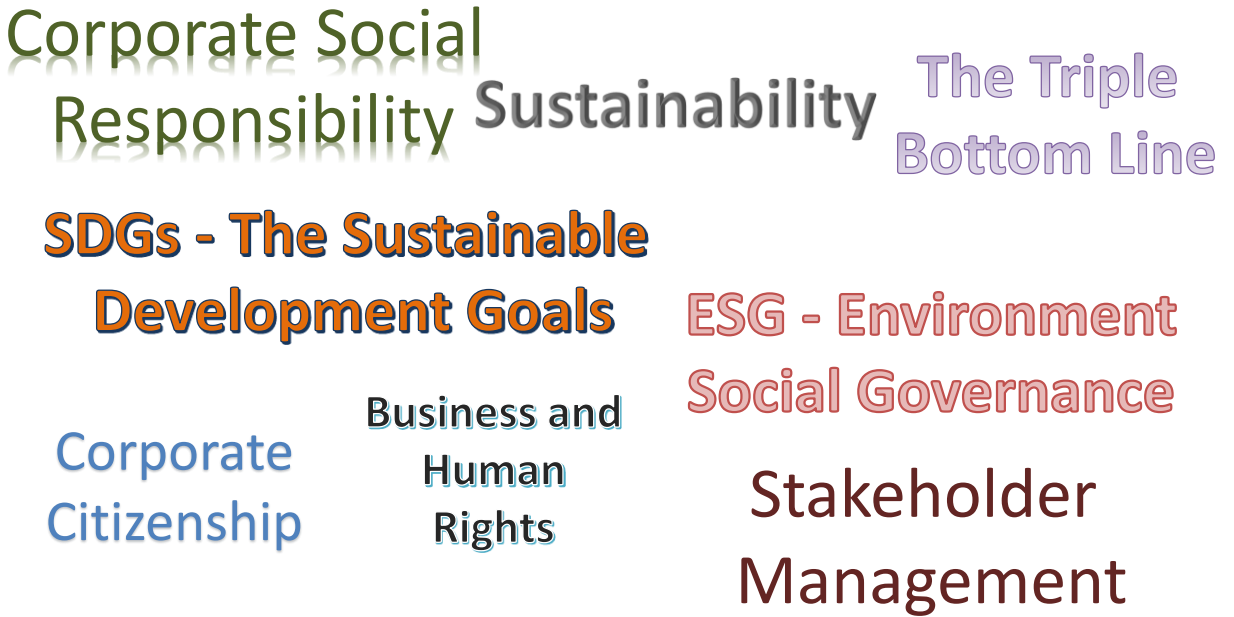 Corporate Social
Responsibility
Sustainability
The Triple
Bottom Line
SDGs - The Sustainable
Development Goals
ESG - Environment
Social Governance
Business and
Human
Rights
Corporate
Citizenship
Stakeholder
Management